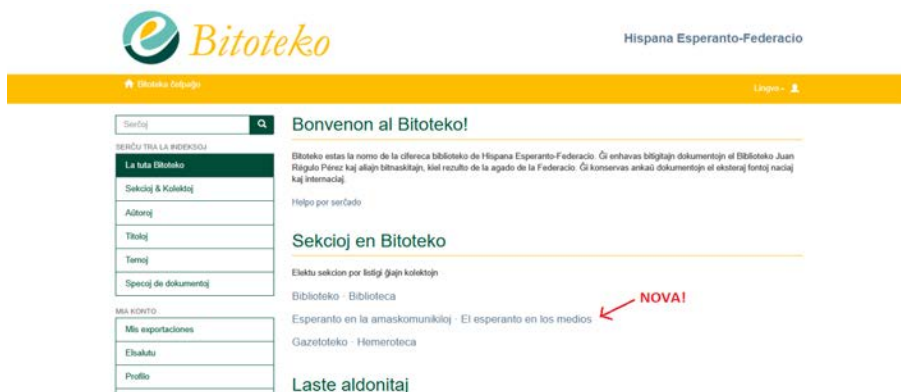 Bitoteko
Hispana Esperanto-Federacio
Bitoteko ĉefpaĝo
Lingvo
Serĉoj
SERĈU TRA LA INDEKSOJ
La tuta Bitoteko
Sekcioj & Kolektoj
Aŭtoroj
Titoloj
Temoj
Specoj de dokumentoj
MIA KONTO
Mis exportaciones
Elsalutu
Profilo
Bonvenon al Bitoteko!
Bitoteko estas la nomo de la cifereca biblioteko de Hispana Esperanto-Federacio. Ĝi enhavas bitigitajn dokumentojn el Biblioteko Juan
Régulo Pérez kaj aliajn bitnaskitajn, kiel rezulto de la agado de la Federacio. Ĝi konservas ankaŭ dokumentojn el eksteraj fontoj naciaj
kaj internaciaj.
Helpo por serĉado
Sekcioj en Bitoteko
Elektu sekcion por listigi ĝiajn kolektojn
Biblioteko · Biblioteca
NOVA!
Esperanto en la amaskomunikiloj · El esperanto en los medios
Gazetoteko · Hemeroteca
Laste aldonitaj